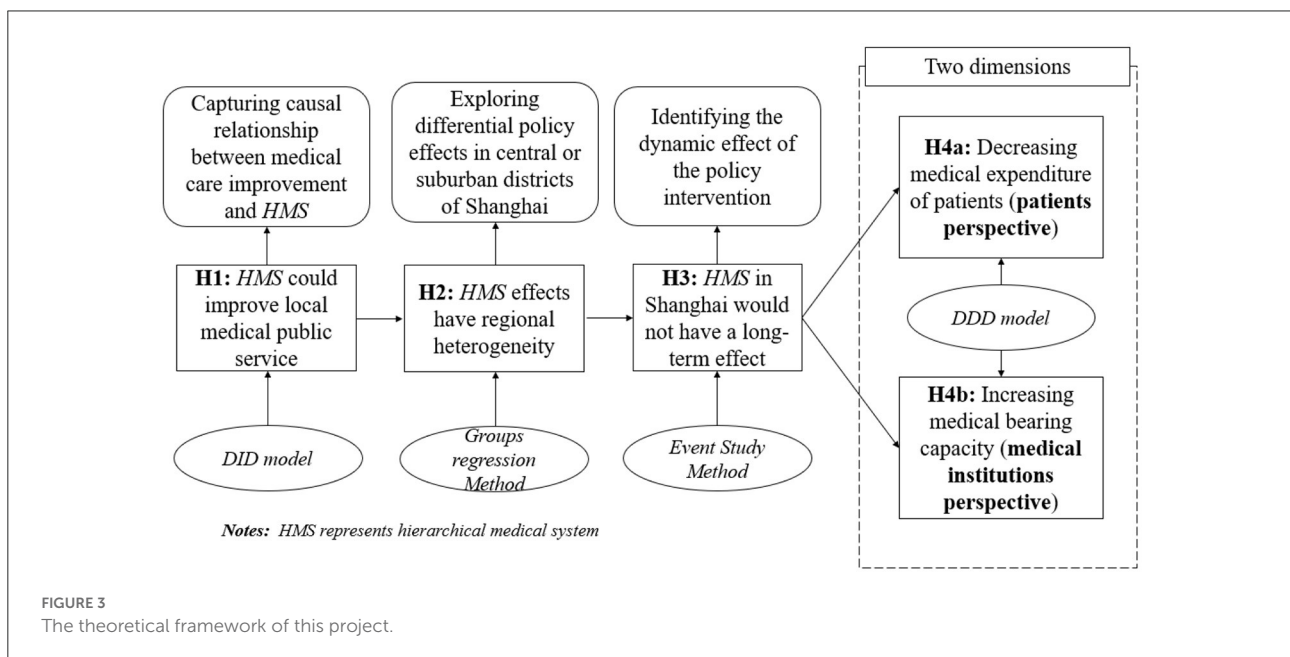 Capturing causal
relationship
between medical
care improvement
and HMS
Exploring
differential policy
effects in central or
suburban districts
of Shanghai
Identifying the
dynamic effect of
the policy
intervention
Two dimensions
H1: HMS could
improve local
medical public
service
H2: HMS effects
have regional
heterogeneity
H3: HMS in
Shanghai would
not have a long-
term effect
H4a: Decreasing
medical expenditure
of patients (patients
perspective)
DDD model
H4b: Increasing
medical bearing
capacity (medical
institutions
perspective)
DID model
Groups
regression
Method
Event Study
Method
Notes: HMS represents hierarchical medical system
FIGURE 3
The theoretical framework of this project.